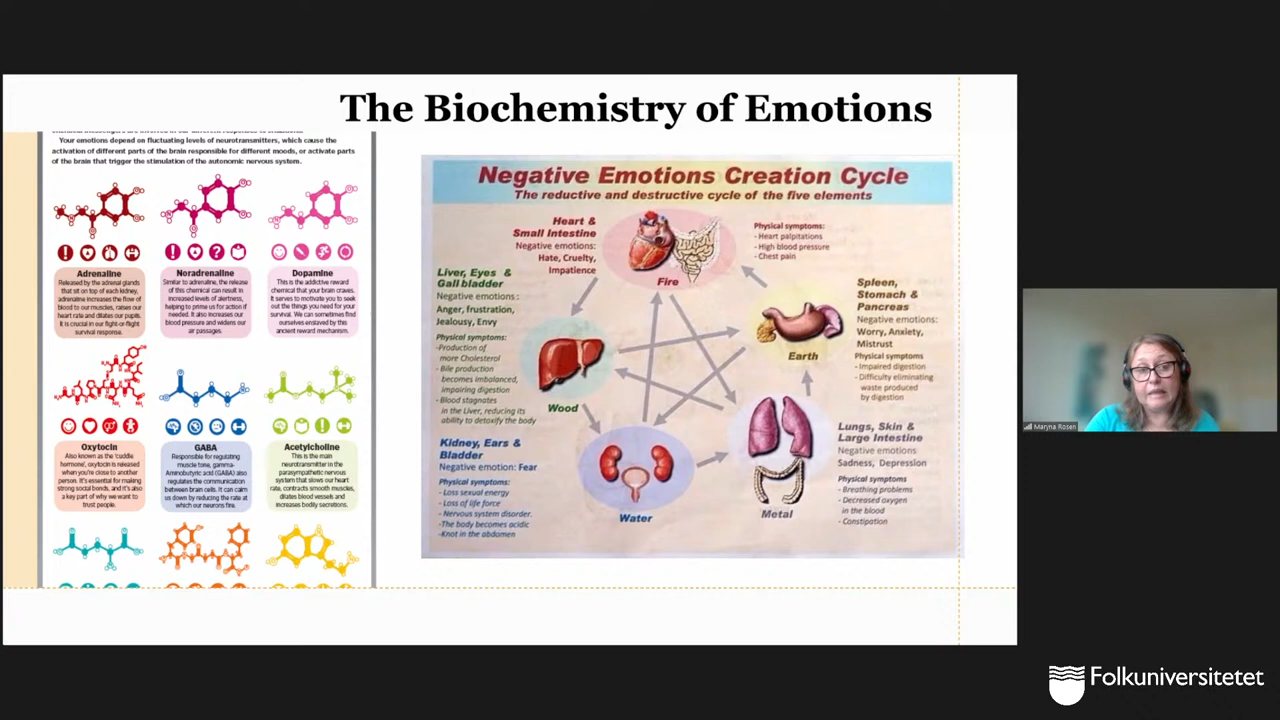 The Biochemistry of Emotions
Your emotions depend on fluctuating levels of neurotransmitters, which cause the
activation of different parts of the brain responsible for different moods, or activate parts
of the brain that trigger the stimulation of the autonomic nervous system.
Adrenaline
Released by the adrenal glands
that sit on top of each kidney,
adrenaline increases the flow of
blood to our muscles, raises our
heart rate and dilates our pupils.
It is crucial in our fight-or-flight
survival response.
Noradrenaline
Similar to adrenaline, the release
of this chemical can result in
increased levels of alertness,
helping to prime us for action if
needed. It also increases our
blood pressure and widens our
air passages.
Dopamine
This is the addictive reward
chemical that your brain craves.
It serves to motivate you to seek
out the things you need for your
survival. We can sometimes find
ourselves enslaved by this
ancient reward mechanism.
Oxytocin
Also known as the 'cuddle
hormone', oxytocin is released
when you're close to another
person. It's essential for making
strong social bonds, and it's also
a key part of why we want to
trust people.
GABA
Responsible for regulating
muscle tone, gamma-
Aminobutyric acid (GABA) also
regulates the communication
between brain cells. It can calm
us down by reducing the rate at
which our neurons fire.
Acetylcholine
This is the main
neurotransmitter in the
parasympathetic nervous
system that slows our heart
rate, contracts smooth muscles,
dilates blood vessels and
increases bodily secretions.
Negative Emotions Creation Cycle
The reductive and destructive cycle of the five elements
Heart &
Small Intestine
Negative emotions:
Hate, Cruelty,
Impatience
Fire
Physical symptoms:
- Heart palpitations
- High blood pressure
- Chest pain
Liver, Eyes &
Gall bladder
Negative emotions :
Anger, frustration,
Jealousy, Envy
Physical symptoms:
-Production of
more Cholesterol
- Bile production
becomes imbalanced,
impairing digestion
- Blood stagnates
in the Liver, reducing its
ability to detoxify the body
Wood
Spleen,
Stomach &
Pancreas
Negative emotions:
Worry, Anxiety,
Mistrust
Physical symptoms
- Impaired digestion
- Difficulty eliminating
waste produced
by digestion
Earth
Kidney, Ears &
Bladder
Negative emotion: Fear
Physical symptoms:
- Loss sexual energy
- Loss of life force
- Nervous system disorder.
-The body becomes acidic
-Knot in the abdomen
Water
Lungs, Skin &
Large Intestine
Negative emotions
Sadness, Depression
Physical symptoms
- Breathing problems
- Decreased oxygen
in the blood
- Constipation
Metal
Maryna Rosen
Folkuniversitetet